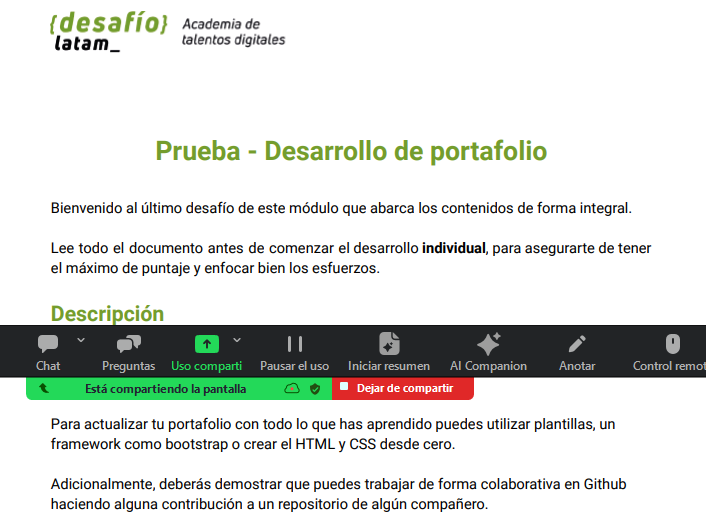 {desafío}
latam_
Academia de
talentos digitales
Prueba - Desarrollo de portafolio
Bienvenido al último desafío de este módulo que abarca los contenidos de forma integral.
Lee todo el documento antes de comenzar el desarrollo individual, para asegurarte de tener
el máximo de puntaje y enfocar bien los esfuerzos.
Descripción
Chat
Preguntas
Uso comparti
Pausar el uso
Iniciar resumen
AI Companion
Anotar
Control remot
Está compartiendo la pantalla
Dejar de compartir
Para actualizar tu portafolio con todo lo que has aprendido puedes utilizar plantillas, un
framework como bootstrap o crear el HTML y CSS desde cero.
Adicionalmente, deberás demostrar que puedes trabajar de forma colaborativa en Github
haciendo alguna contribución a un repositorio de algún compañero.